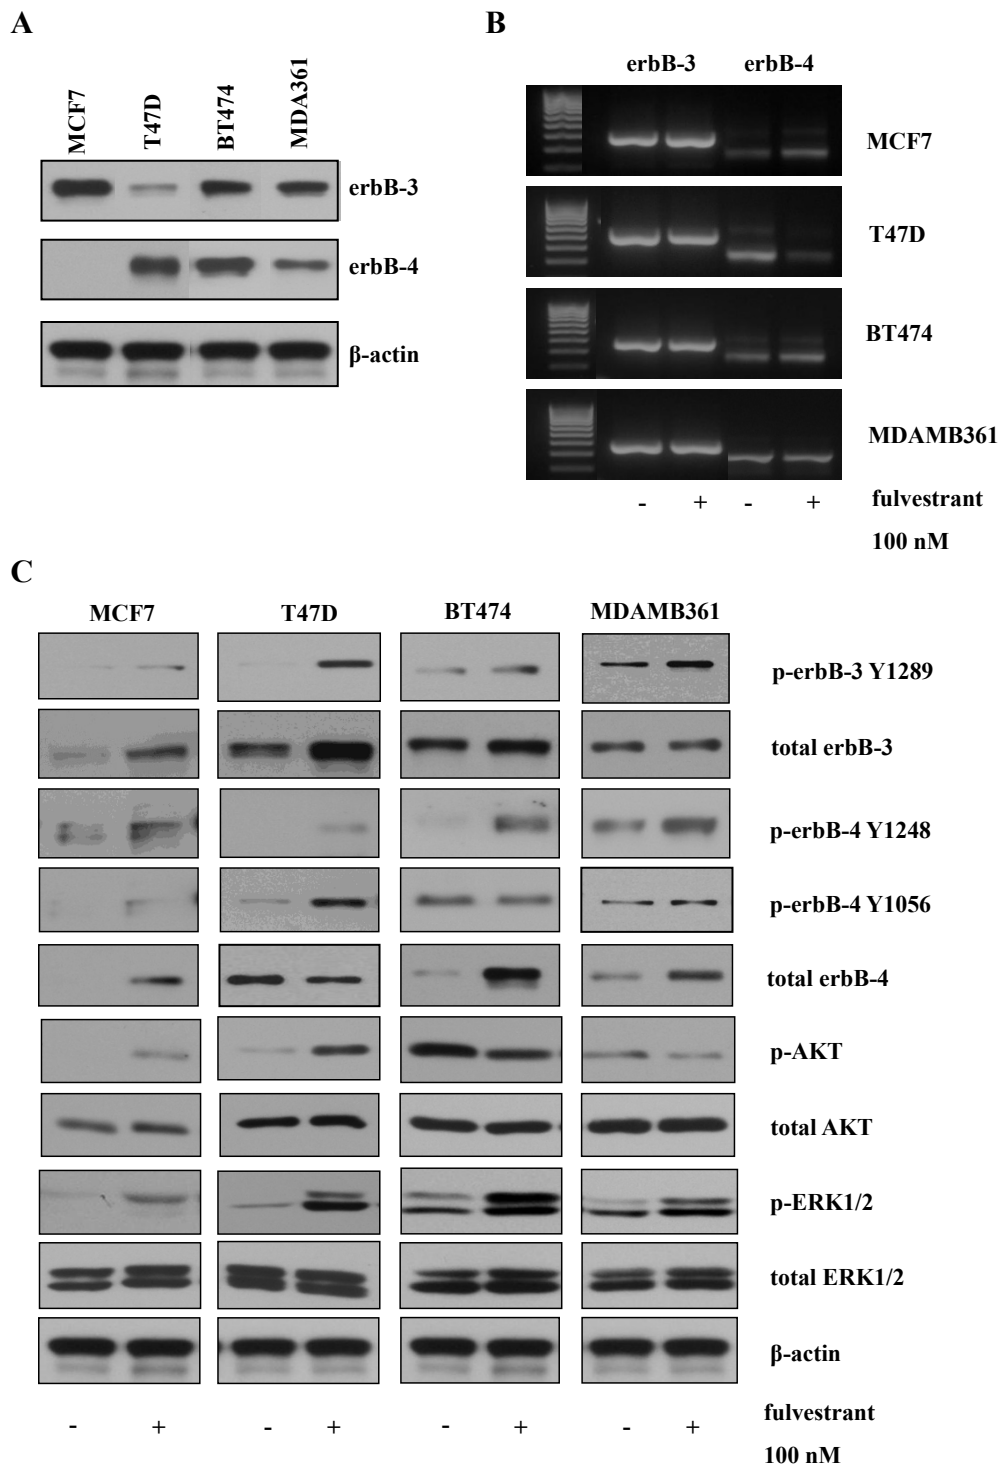 A
MCF7
T47D
BT474
MDA361
erbB-3
erbB-4
β-actin
B
erbB-3 erbB-4
MCF7
T47D
BT474
MDAMB361
- + - + fulvestrant
100 nM
C
MCF7 T47D BT474 MDAMB361
p-erbB-3 Y1289
total erbB-3
p-erbB-4 Y1248
p-erbB-4 Y1056
total erbB-4
p-AKT
total AKT
p-ERK1/2
total ERK1/2
β-actin
- + - + - + - + fulvestrant
100 nM